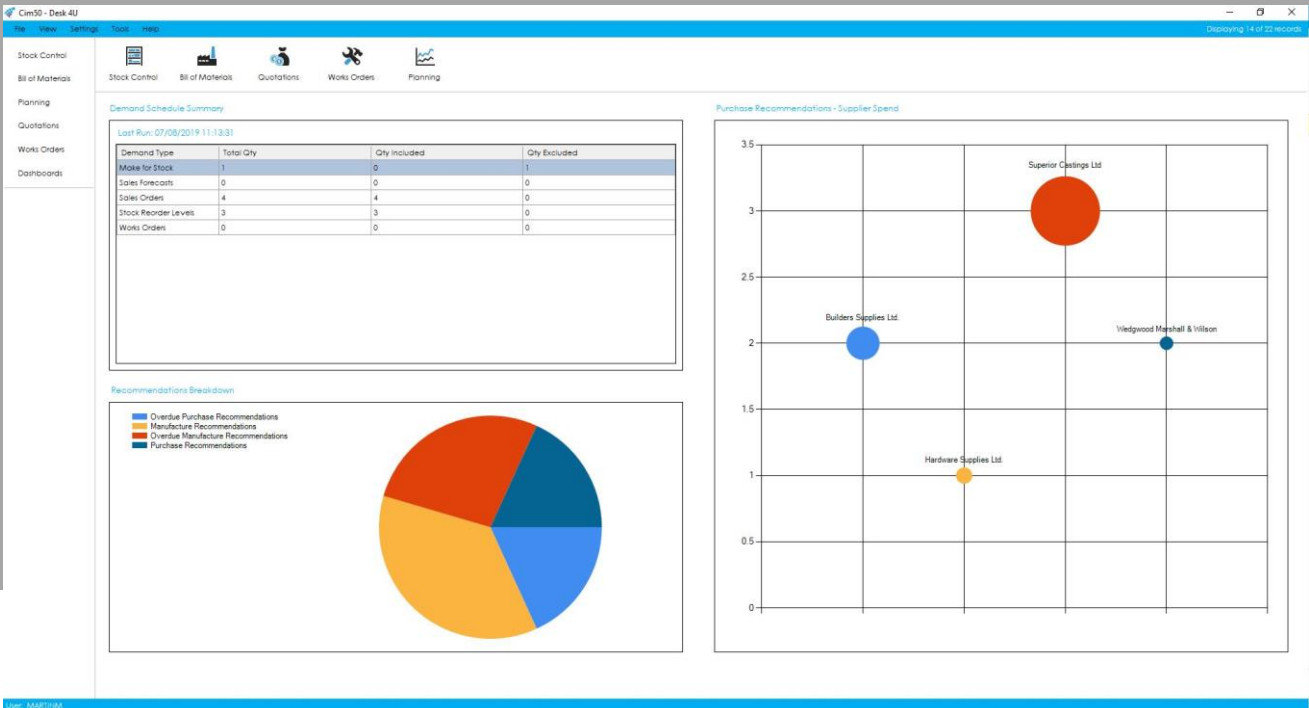 Cim50 - Desk 4U
File View Settings Tools Help
Displaying 14 of 22 records
Stock Control
Bill of Materials
Planning
Quotations
Works Orders
Dashboards
Stock Control Bill of Materials Quotations Works Orders Planning
Demand Schedule Summary
Last Run: 07/08/2019 11:13:31
Demand Type Total Qty Qty Included Qty Excluded
Make for Stock 1 0 1
Sales Forecasts 0 0 0
Sales Orders 4 4 0
Stock Reorder Levels 3 3 0
Works Orders 0 0 0
Recommendations Breakdown
Overdue Purchase Recommendations
Manufacture Recommendations
Overdue Manufacture Recommendations
Purchase Recommendations
Purchase Recommendations - Supplier Spend
3.5
Superior Castings Ltd
3
2.5
Builders Supplies Ltd.
Wedgwood Marshall & Wilson
2
1.5
Hardware Supplies Ltd.
1
0.5
0
User: MARTINM